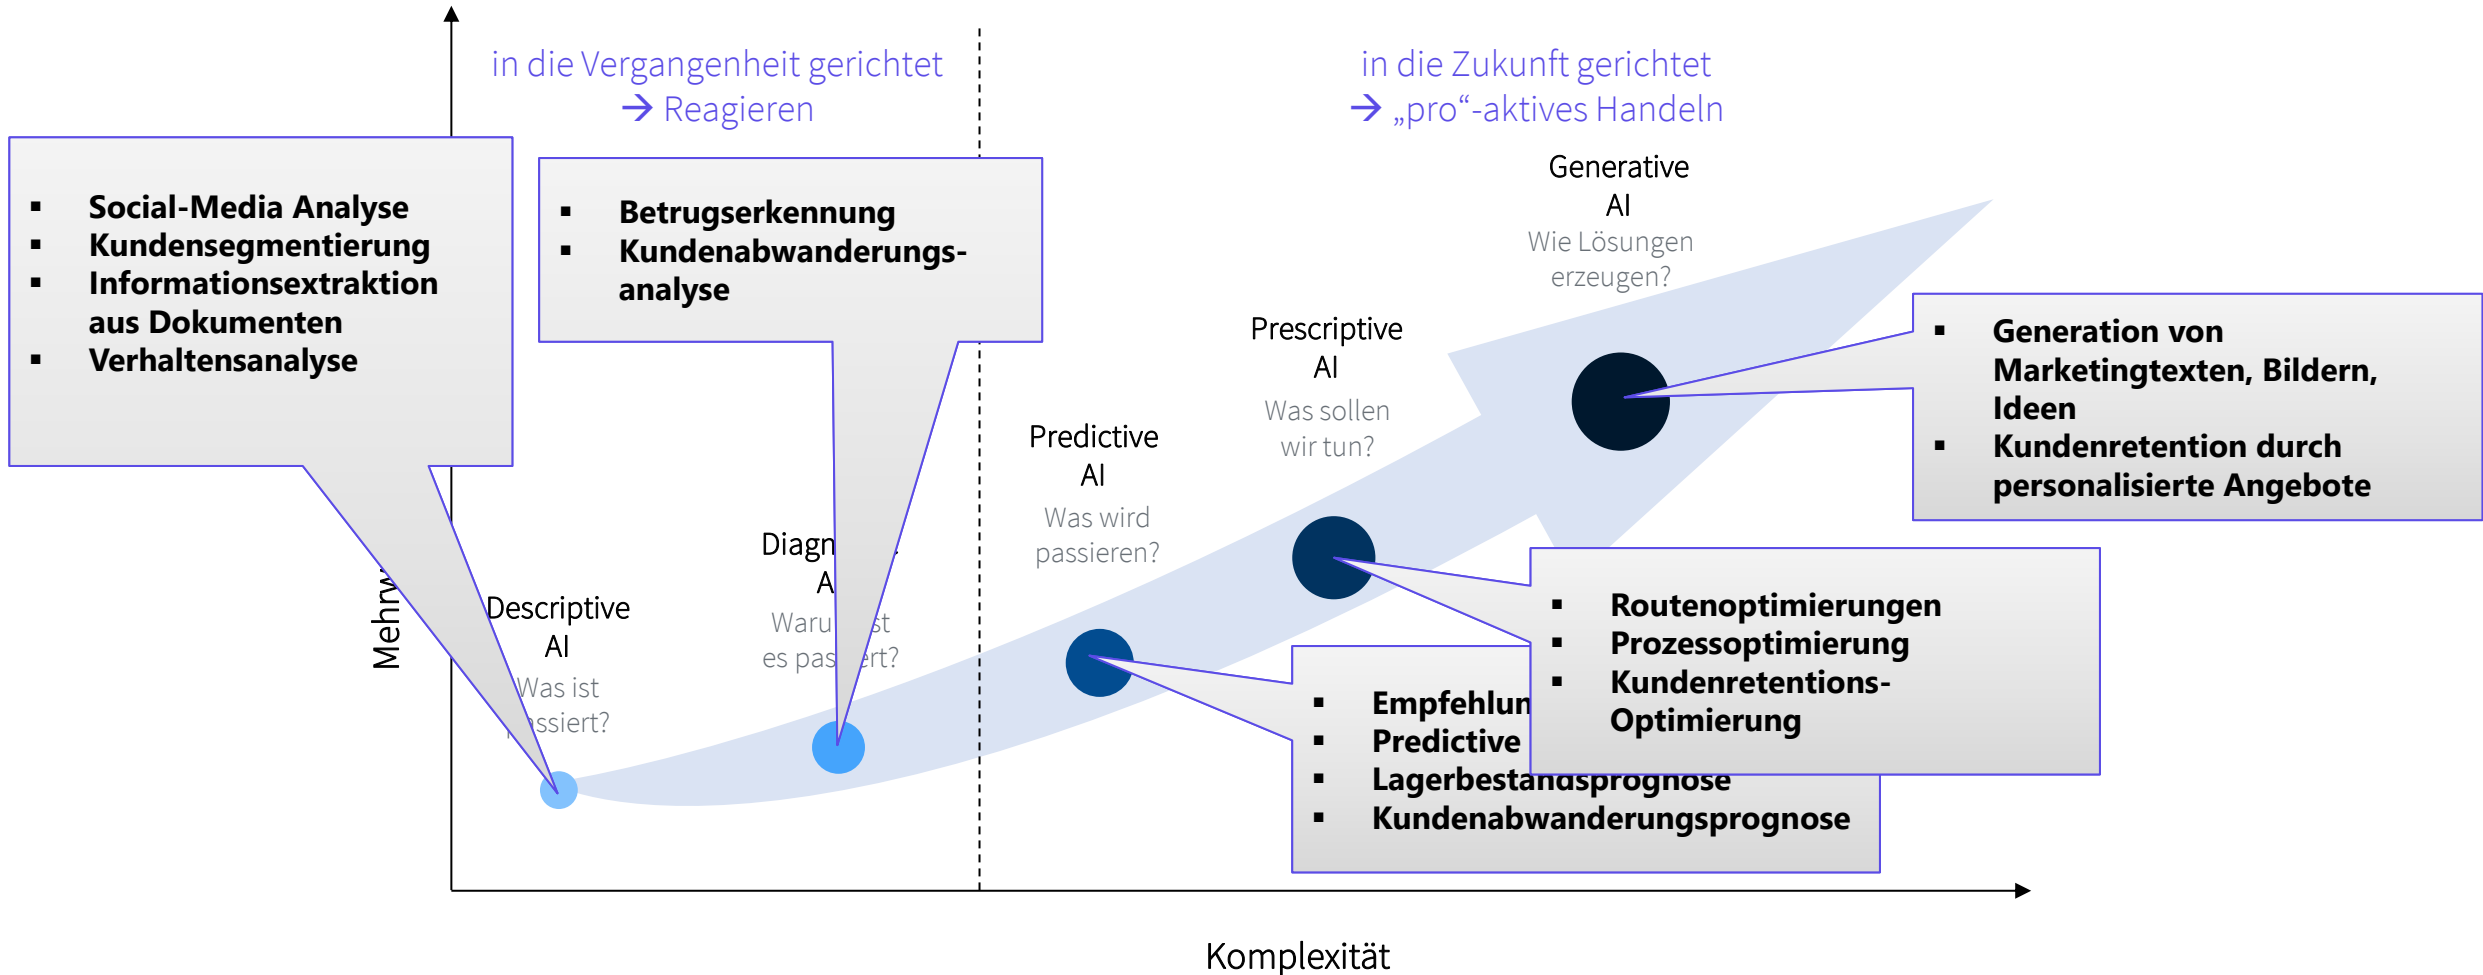 in die Vergangenheit gerichtet
→ Reagieren
in die Zukunft gerichtet
→ „pro“-aktives Handeln
▪ Social-Media Analyse
▪ Kundensegmentierung
▪ Informationsextraktion
aus Dokumenten
▪ Verhaltensanalyse
▪ Betrugserkennung
▪ Kundenabwanderungs-
analyse
Generative
AI
Wie Lösungen
erzeugen?
▪ Generation von
Marketingtexten, Bildern,
Ideen
▪ Kundenretention durch
personalisierte Angebote
Prescriptive
AI
Was sollen
wir tun?
Predictive
AI
Was wird
passieren?
Descriptive
AI
Was ist
▪ Routenoptimierungen
▪ Prozessoptimierung
▪ Kundenretentions-
Optimierung
▪ Predictive
▪ Lagerbestandsprognose
▪ Kundenabwanderungsprognose
Komplexität